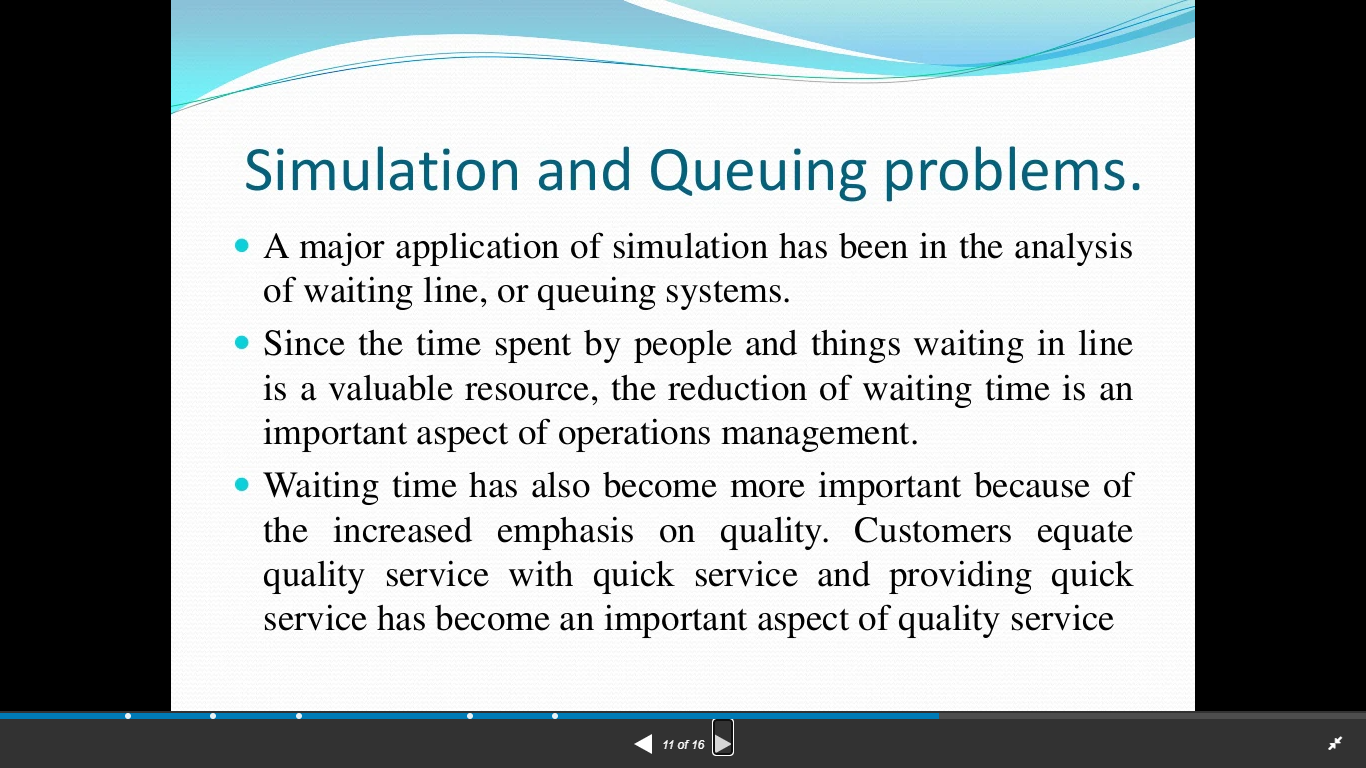 Simulation and Queuing problems.
A major application of simulation has been in the analysis
of waiting line, or queuing systems.
Since the time spent by people and things waiting in line
is a valuable resource, the reduction of waiting time is an
important aspect of operations management.
Waiting time has also become more important because of
the increased emphasis on quality. Customers equate
quality service with quick service and providing quick
service has become an important aspect of quality service
11 of 16